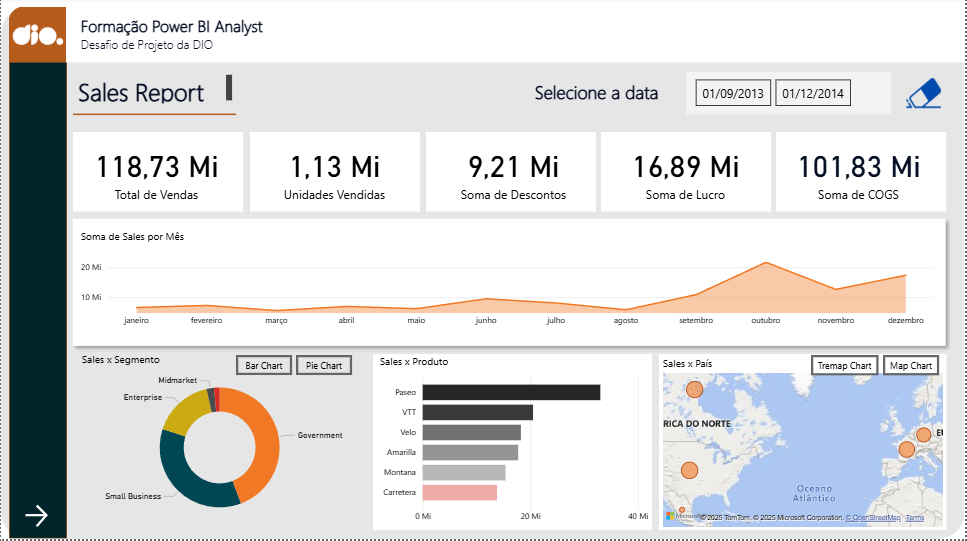 dio.
Formação Power BI Analyst
Desafio de Projeto da DIO
Sales Report
Selecione a data
01/09/2013
01/12/2014
118,73 Mi
Total de Vendas
1,13 Mi
Unidades Vendidas
9,21 Mi
Soma de Descontos
16,89 Mi
Soma de Lucro
101,83 Mi
Soma de COGS
Soma de Sales por Mês
20 Mi
10 Mi
janeiro
fevereiro
março
abril
maio
junho
julho
agosto
setembro
outubro
novembro
dezembro
Sales x Segmento
Bar Chart
Pie Chart
Midmarket
Enterprise
Government
Small Business
Sales x Produto
Paseo
VTT
Velo
Amarilla
Montana
Carretera
0 Mi
20 Mi
40 Mi
Sales x País
Tremap Chart
Map Chart
RICA DO NORTE
Oceano
Atlântico
Microsoft
© 2025 TomTom, © 2025 Microsoft Corporation, © OpenStreetMap Terms